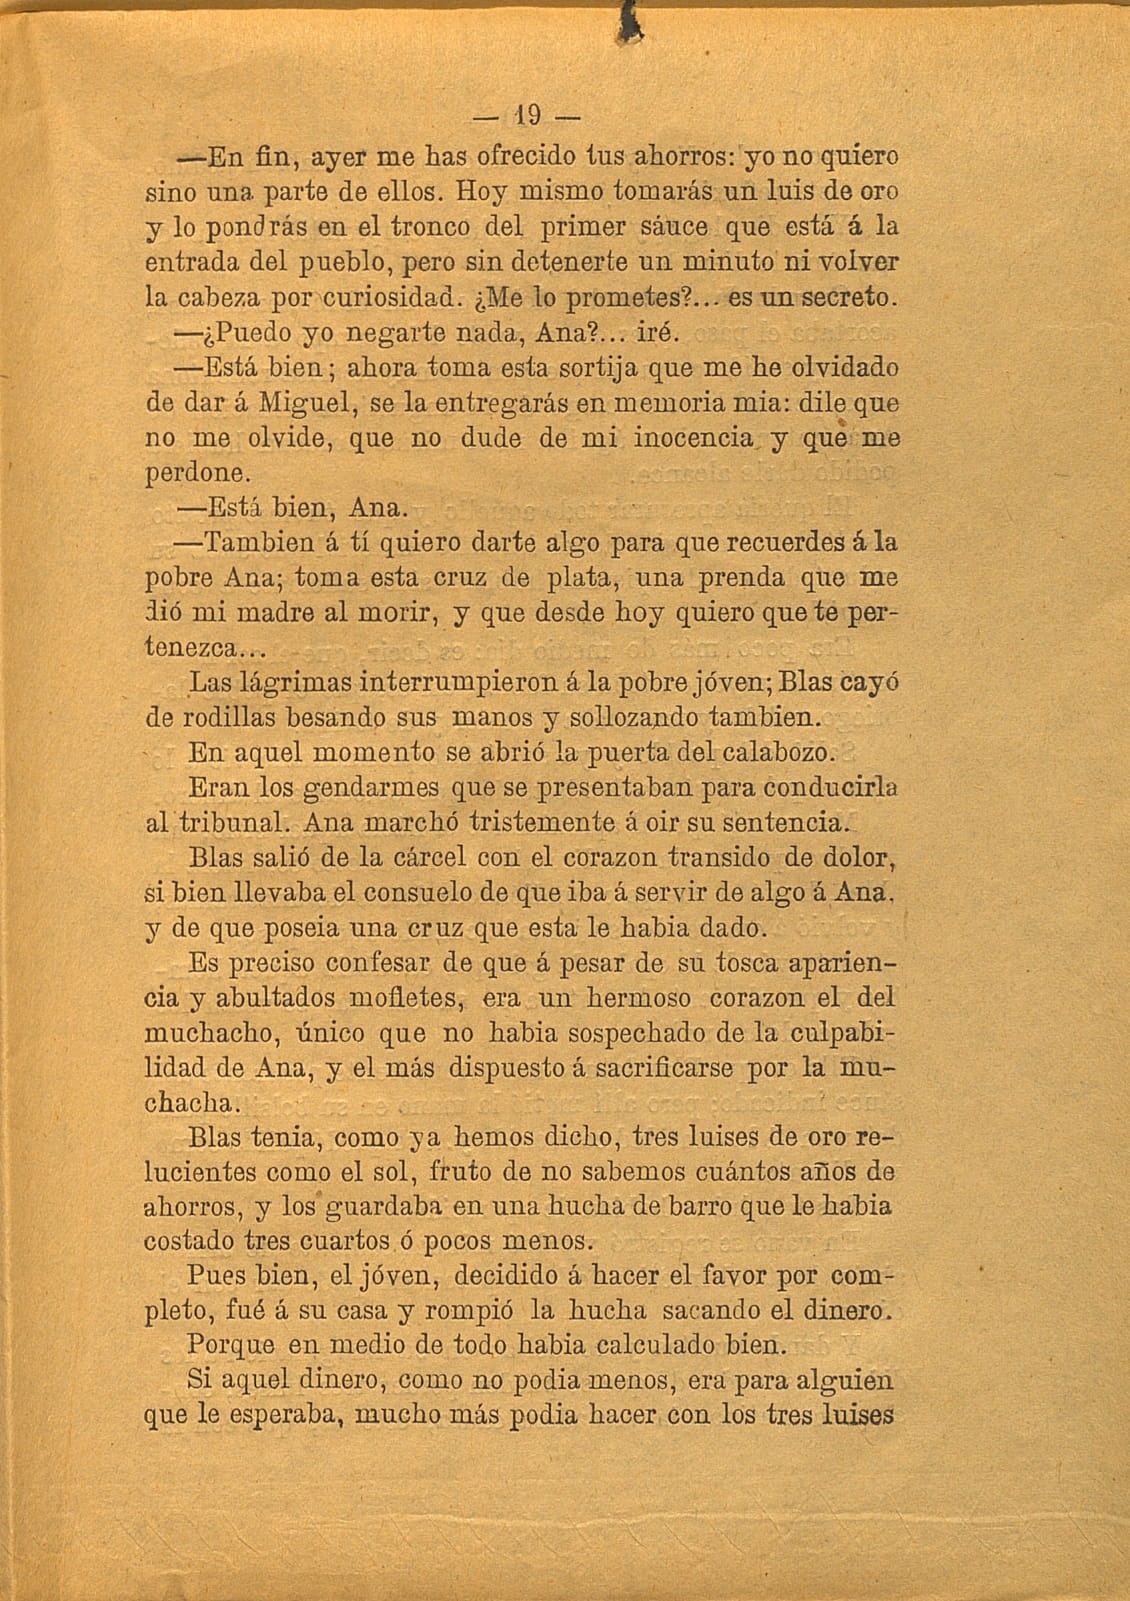 — 19 —
—En fin, ayer me has ofrecido tus ahorros: yo no quiero
sino una parte de ellos. Hoy mismo tomarás un luis de oro
y lo pondrás en el tronco del primer sáuce que está á la
entrada del pueblo, pero sin detenerte un minuto ni volver
la cabeza por curiosidad. ¿Me lo prometes?... es un secreto.
—¿Puedo yo negarte nada, Ana?... iré.
—Está bien; ahora toma esta sortija que me he olvidado
de dar á Miguel, se la entregarás en memoria mia: dile que
no me olvide, que no dude de mi inocencia y que me
perdone.
—Está bien, Ana.
—Tambien á tí quiero darte algo para que recuerdes á la
pobre Ana; toma esta cruz de plata, una prenda que me
dió mi madre al morir, y que desde hoy quiero que te per-
tenezca...
Las lágrimas interrumpieron á la pobre jóven; Blas cayó
de rodillas besando sus manos y sollozando tambien.
En aquel momento se abrió la puerta del calabozo.
Eran los gendarmes que se presentaban para conducirla
al tribunal. Ana marchó tristemente á oir su sentencia.
Blas salió de la cárcel con el corazon transido de dolor,
si bien llevaba el consuelo de que iba á servir de algo á Ana,
y de que poseia una cruz que esta le habia dado.
Es preciso confesar de que á pesar de su tosca aparien-
cia y abultados mofletes, era un hermoso corazon el del
muchacho, único que no habia sospechado de la culpabi-
lidad de Ana, y el más dispuesto á sacrificarse por la mu-
chacha.
Blas tenia, como ya hemos dicho, tres luises de oro re-
lucientes como el sol, fruto de no sabemos cuántos años de
ahorros, y los guardaba en una hucha de barro que le habia
costado tres cuartos ó pocos menos.
Pues bien, el jóven, decidido á hacer el favor por com-
pleto, fué á su casa y rompió la hucha sacando el dinero.
Porque en medio de todo habia calculado bien.
Si aquel dinero, como no podia menos, era para alguien
que le esperaba, mucho más podia hacer con los tres luises